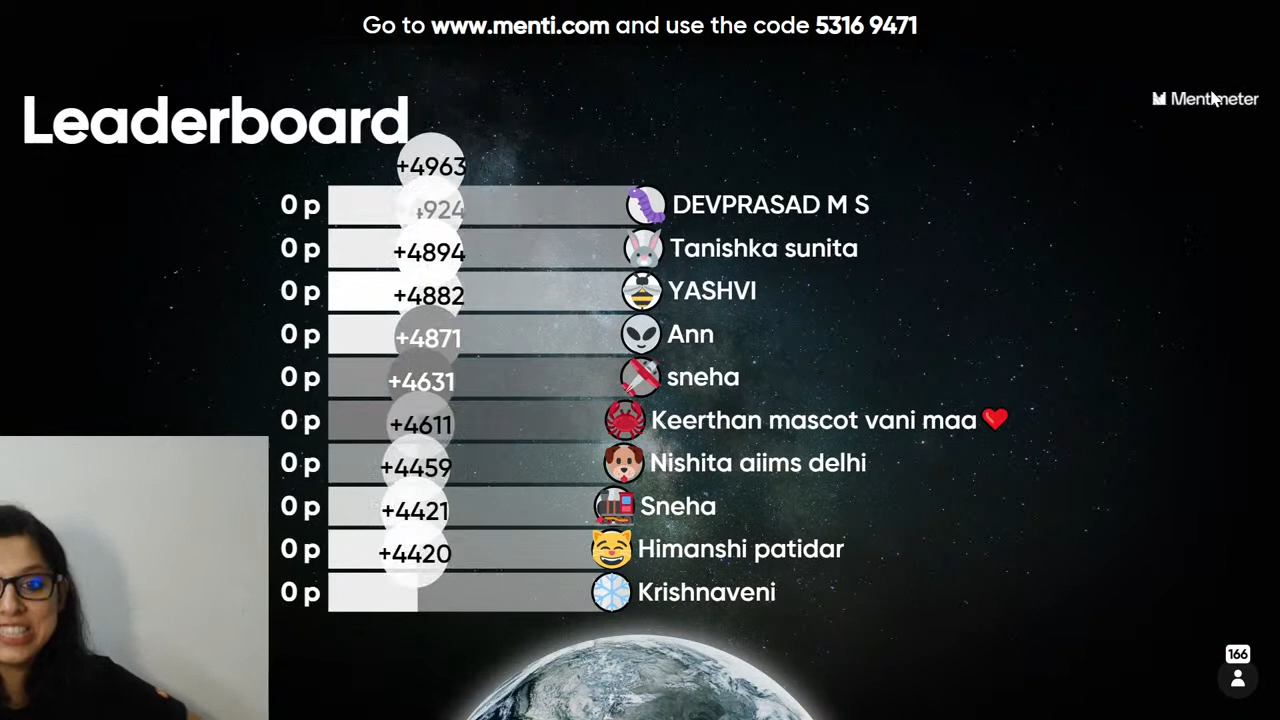 Go to www.menti.com and use the code 5316 9471
Mentimeter
Leaderboard
+4963
0 p DEVPRASAD M S
+924
0 p +4894 Tanishka sunita
0 p +4882 YASHVI
0 p +4871 Ann
0 p +4631 sneha
0 p +4611 Keerthan mascot vani maa ❤️
0 p +4459 Nishita aiims delhi
0 p +4421 Sneha
0 p +4420 Himanshi patidar
0 p Krishnaveni
166